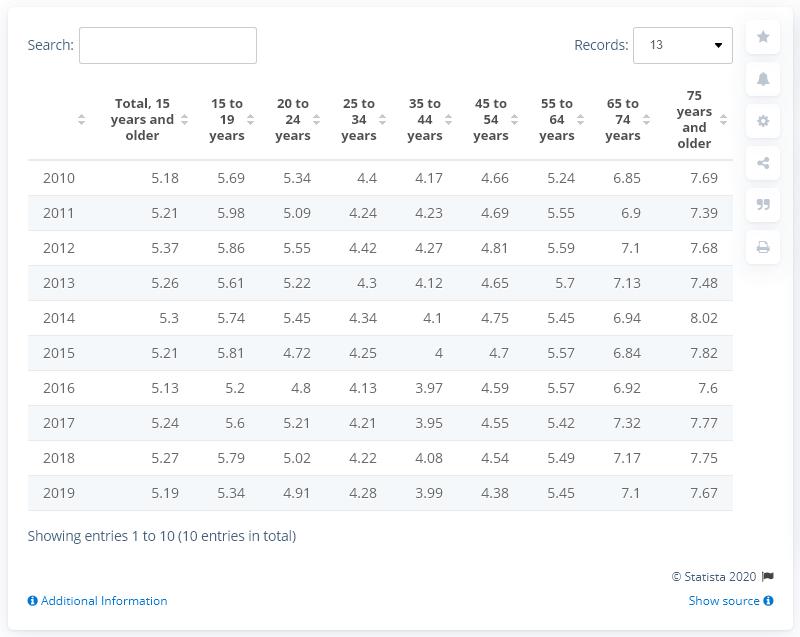 Search: Records: 13
Total, 15 years and older 15 to 19 years 20 to 24 years 25 to 34 years 35 to 44 years 45 to 54 years 55 to 64 years 65 to 74 years 75 years and older
2010 5.18 5.69 5.34 4.4 4.17 4.66 5.24 6.85 7.69
2011 5.21 5.98 5.09 4.24 4.23 4.69 5.55 6.9 7.39
2012 5.37 5.86 5.55 4.42 4.27 4.81 5.59 7.1 7.68
2013 5.26 5.61 5.22 4.3 4.12 4.65 5.7 7.13 7.48
2014 5.3 5.74 5.45 4.34 4.1 4.75 5.45 6.94 8.02
2015 5.21 5.81 4.72 4.25 4 4.7 5.57 6.84 7.82
2016 5.13 5.2 4.8 4.13 3.97 4.59 5.57 6.92 7.6
2017 5.24 5.6 5.21 4.21 3.95 4.55 5.42 7.32 7.77
2018 5.27 5.79 5.02 4.22 4.08 4.54 5.49 7.17 7.75
2019 5.19 5.34 4.91 4.28 3.99 4.38 5.45 7.1 7.67
Showing entries 1 to 10 (10 entries in total)
© Statista 2020
Additional Information Show source